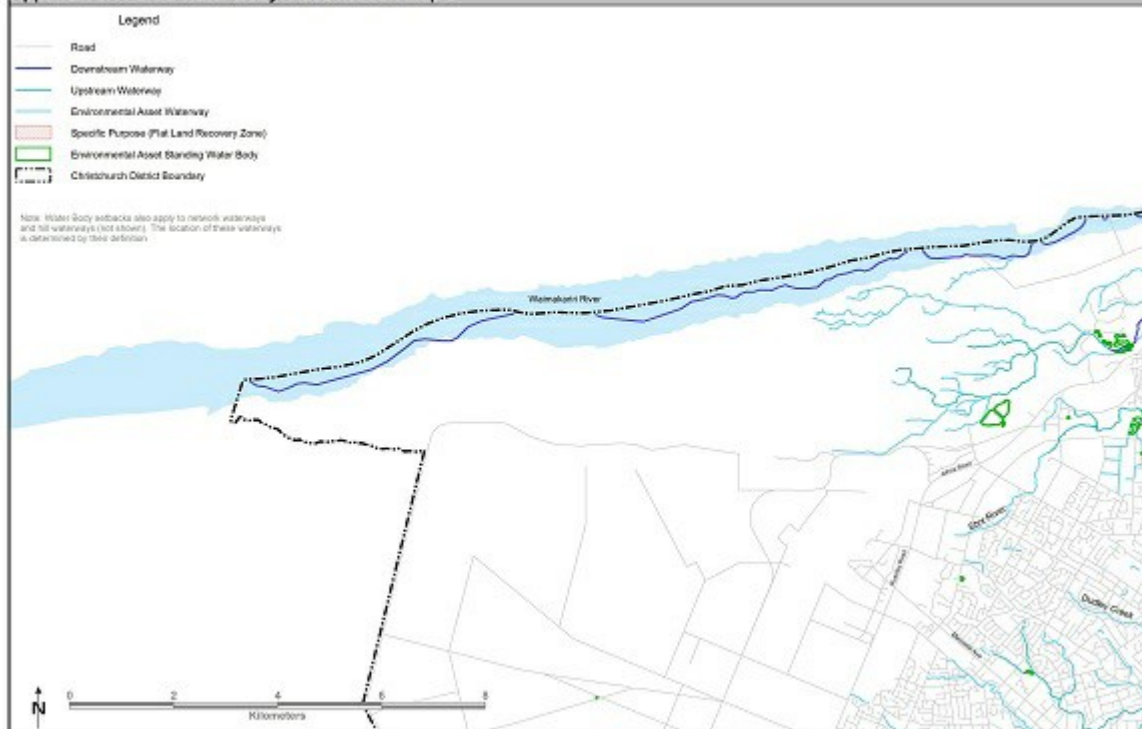 Legend
Road
Downstream Waterway
Upstream Waterway
Environmental Asset Waterway
Specific Purpose (Flat Land Recovery Zone)
Environmental Asset Standing Water Body
Christchurch District Boundary
Note: Water Body setbacks also apply to network waterways
and hill waterways (not shown). The location of these waterways
is determined by their definition
Waimakariri River
Styx River
Dudley Creek
N
0 2 4 6 8
Kilometers